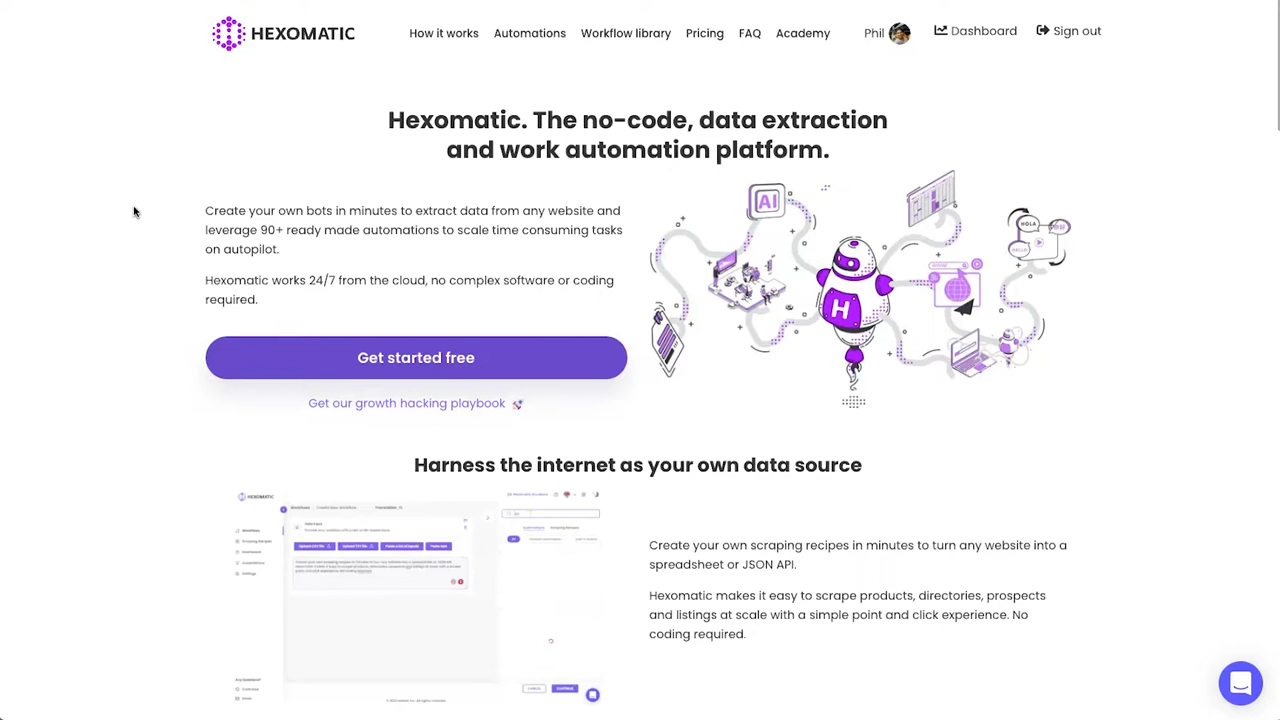 HEXOMATIC
How it works
Automations
Workflow library
Pricing
FAQ
Academy
Phil
Dashboard
Sign out
Hexomatic. The no-code, data extraction
and work automation platform.
Create your own bots in minutes to extract data from any website and
leverage 90+ ready made automations to scale time consuming tasks
on autopilot.
Hexomatic works 24/7 from the cloud, no complex software or coding
required.
Get started free
Get our growth hacking playbook
AI
HOLA
HELLO
H
Harness the internet as your own data source
HEXOMATIC
Create your own scraping recipes in minutes to turn any website into a
spreadsheet or JSON API.
Hexomatic makes it easy to scrape products, directories, prospects
and listings at scale with a simple point and click experience. No
coding required.